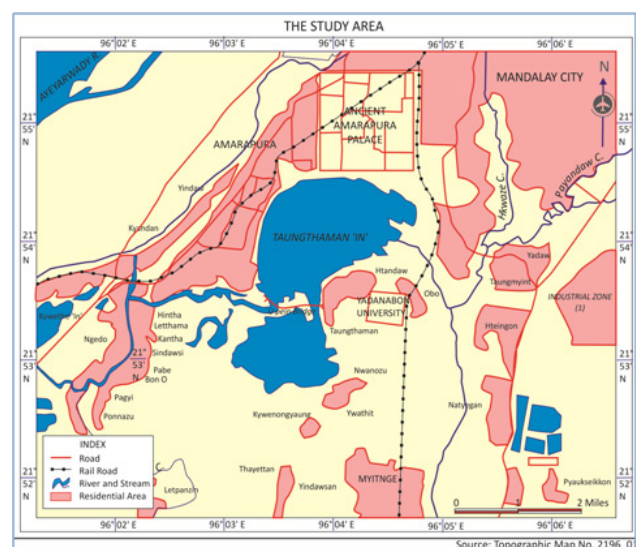 THE STUDY AREA
96° 02' E
96° 03' E
96° 04' E
96° 05' E
96° 06' E
AYEYARWADY R.
MANDALAY CITY
N
21°
55'
N
21°
55'
N
ANCIENT
AMARAPURA
PALACE
AMARAPURA
Payandaw C.
Yindaw
Kyundan
TAUNGTHAMAN 'IN'
21°
54'
N
21°
54'
N
Yadaw
Htandaw
Taungmyint
Obo
YADANABON
UNIVERSITY
INDUSTRIAL ZONE
(1)
Hintha
Letthama
Taungthaman
Hteingon
Ngedo
Kantha
Sindawsi
21°
53'
N
21°
53'
N
Pabe
Bon O
Nwanozu
Pagyi
Ponnazu
Kywenongyaung
Ywathit
Natyegan
INDEX
Road
Rail Road
River and Stream
Residential Area
C.
Letpanzin
Thayettan
Yindawsan
MYITNGE
Pyaukseikkon
21°
52'
N
0 1 2 Miles
96° 02' E
96° 03' E
96° 04' E
96° 05' E
96° 06' E
Source: Topographic Map No. 2196_0